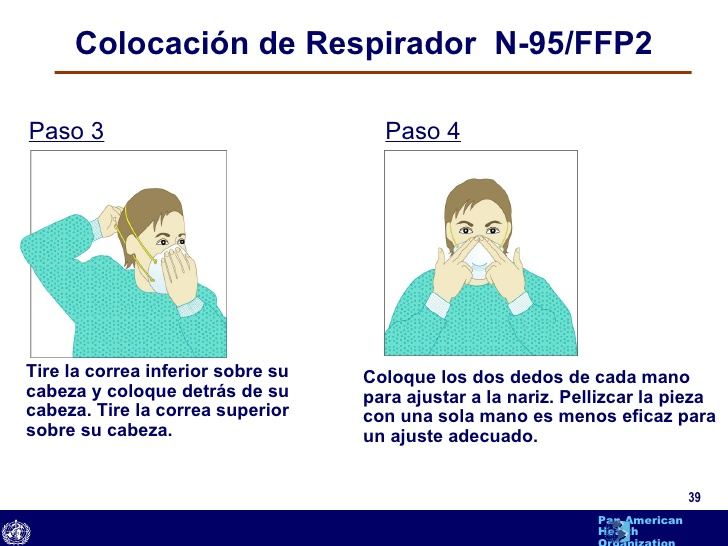 Colocación de Respirador N-95/FFP2
Paso 3
Tire la correa inferior sobre su
cabeza y coloque detrás de su
cabeza. Tire la correa superior
sobre su cabeza.
Paso 4
Coloque los dos dedos de cada mano
para ajustar a la nariz. Pellizcar la pieza
con una sola mano es menos eficaz para
un ajuste adecuado.
39
Pan American
Health
Organization